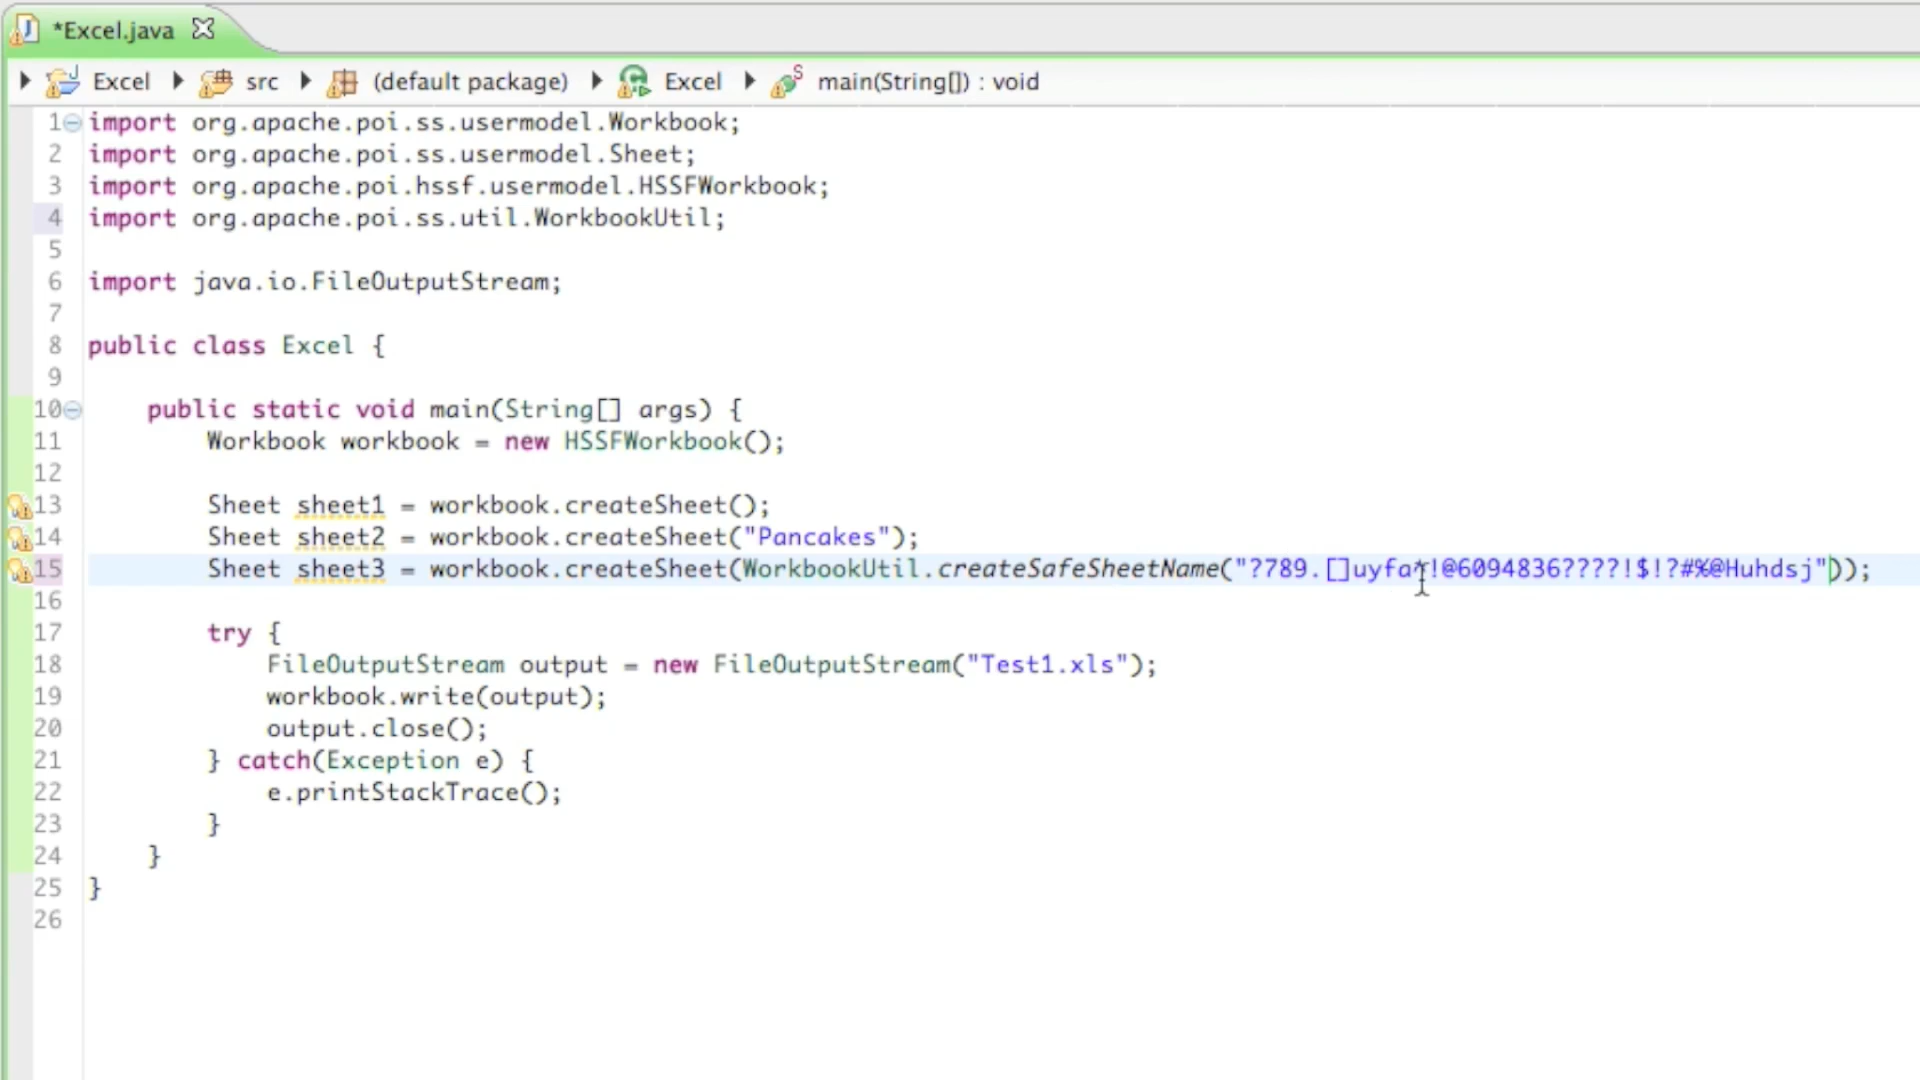 *Excel.java
Excel src (default package) Excel main(String[]) : void
1 import org.apache.poi.ss.usermodel.Workbook;
2 import org.apache.poi.ss.usermodel.Sheet;
3 import org.apache.poi.hssf.usermodel.HSSFWorkbook;
4 import org.apache.poi.ss.util.WorkbookUtil;
5
6 import java.io.FileOutputStream;
7
8 public class Excel {
9
10 public static void main(String[] args) {
11 Workbook workbook = new HSSFWorkbook();
12
13 Sheet sheet1 = workbook.createSheet();
14 Sheet sheet2 = workbook.createSheet("Pancakes");
15 Sheet sheet3 = workbook.createSheet(WorkbookUtil.createSafeSheetName("?789.[]uyfa*!@6094836????!$!?#%@Huhdsj"));
16
17 try {
18 FileOutputStream output = new FileOutputStream("Test1.xls");
19 workbook.write(output);
20 output.close();
21 } catch(Exception e) {
22 e.printStackTrace();
23 }
24 }
25 }
26